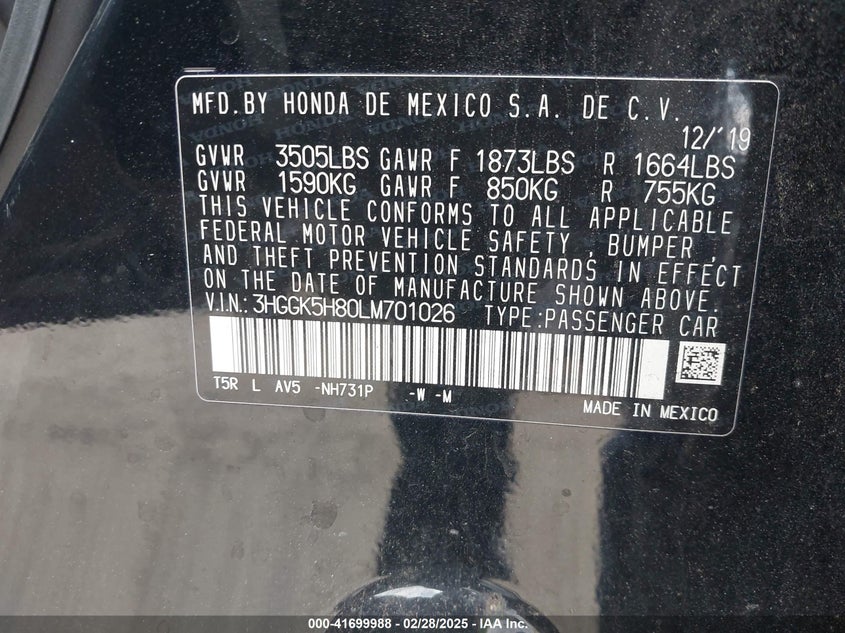 MFD.BY HONDA DE MEXICO S.A. DE C.V.
12/'19
GVWR 3505LBS GAWR F 1873LBS R 1664LBS
GVWR 1590KG GAWR F 850KG R 755KG
THIS VEHICLE CONFORMS TO ALL APPLICABLE
FEDERAL MOTOR VEHICLE SAFETY , BUMPER ,
AND THEFT PREVENTION STANDARDS IN EFFECT
ON THE DATE OF MANUFACTURE SHOWN ABOVE.
V.I.N.: 3HGGK5H80LM701026 TYPE:PASSENGER CAR
T5R L AV5 -NH731P -W -M
MADE IN MEXICO
000-41699988 - 02/28/2025 - IAA Inc.